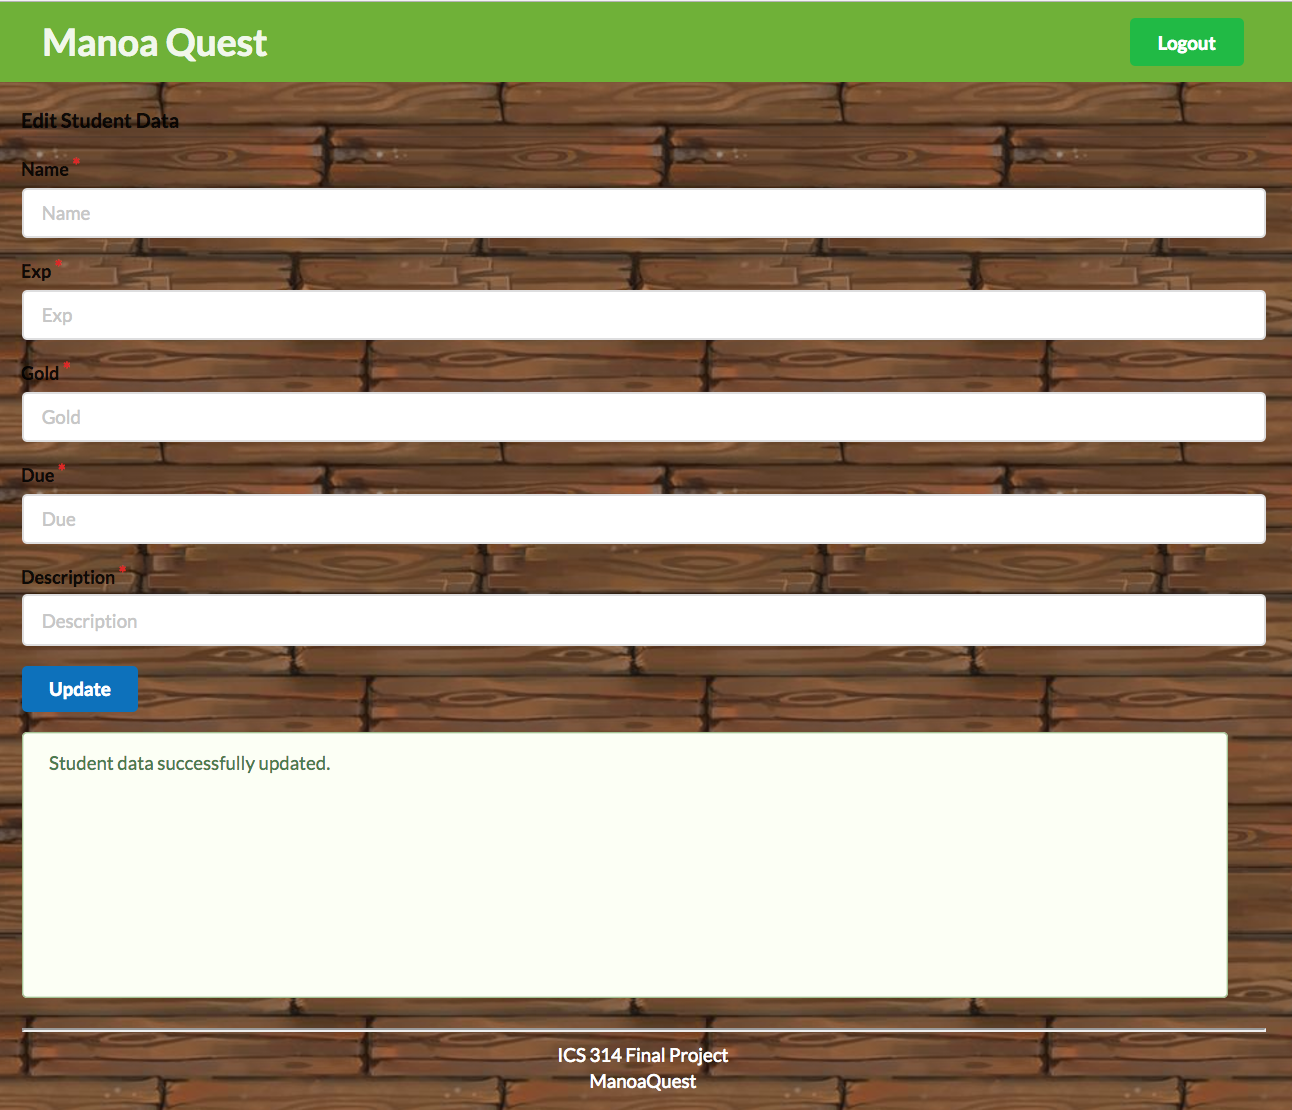 Manoa Quest
Logout
Edit Student Data
Name *
Name
Exp *
Exp
Gold *
Gold
Due *
Due
Description *
Description
Update
Student data successfully updated.
ICS 314 Final Project
ManoaQuest